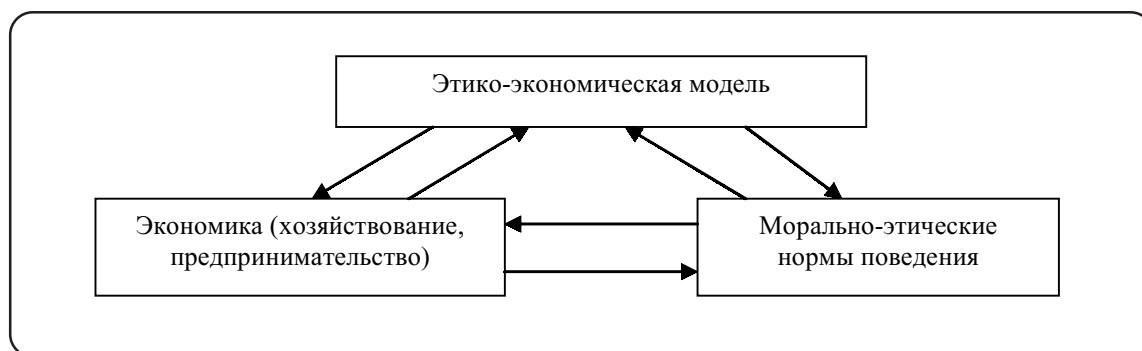 Этико-экономическая модель
Экономика (хозяйствование,
предпринимательство)
Морально-этические
нормы поведения